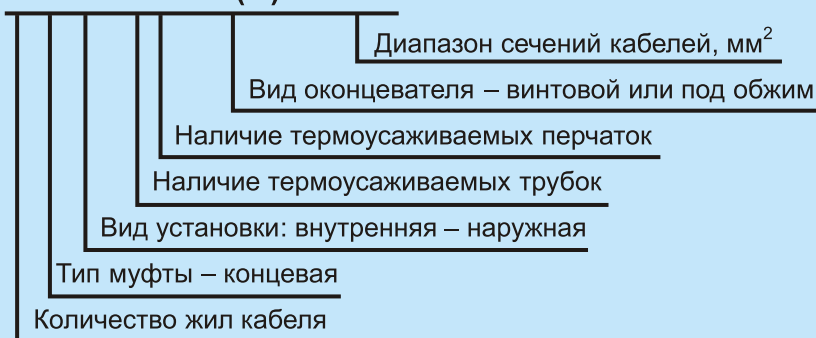 Диапазон сечений кабелей, мм²
Вид оконцевателя – винтовой или под обжим
Наличие термоусаживаемых перчаток
Наличие термоусаживаемых трубок
Вид установки: внутренняя – наружная
Тип муфты – концевая
Количество жил кабеля